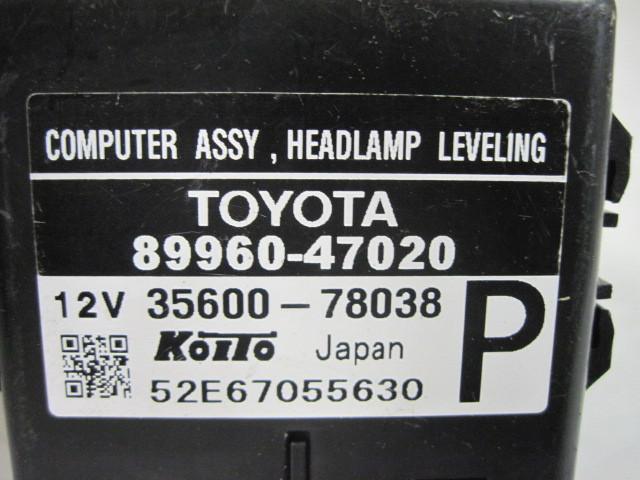 COMPUTER ASSY , HEADLAMP LEVELING
TOYOTA
89960-47020
12V 35600-78038
P
KOITO Japan
52E67055630